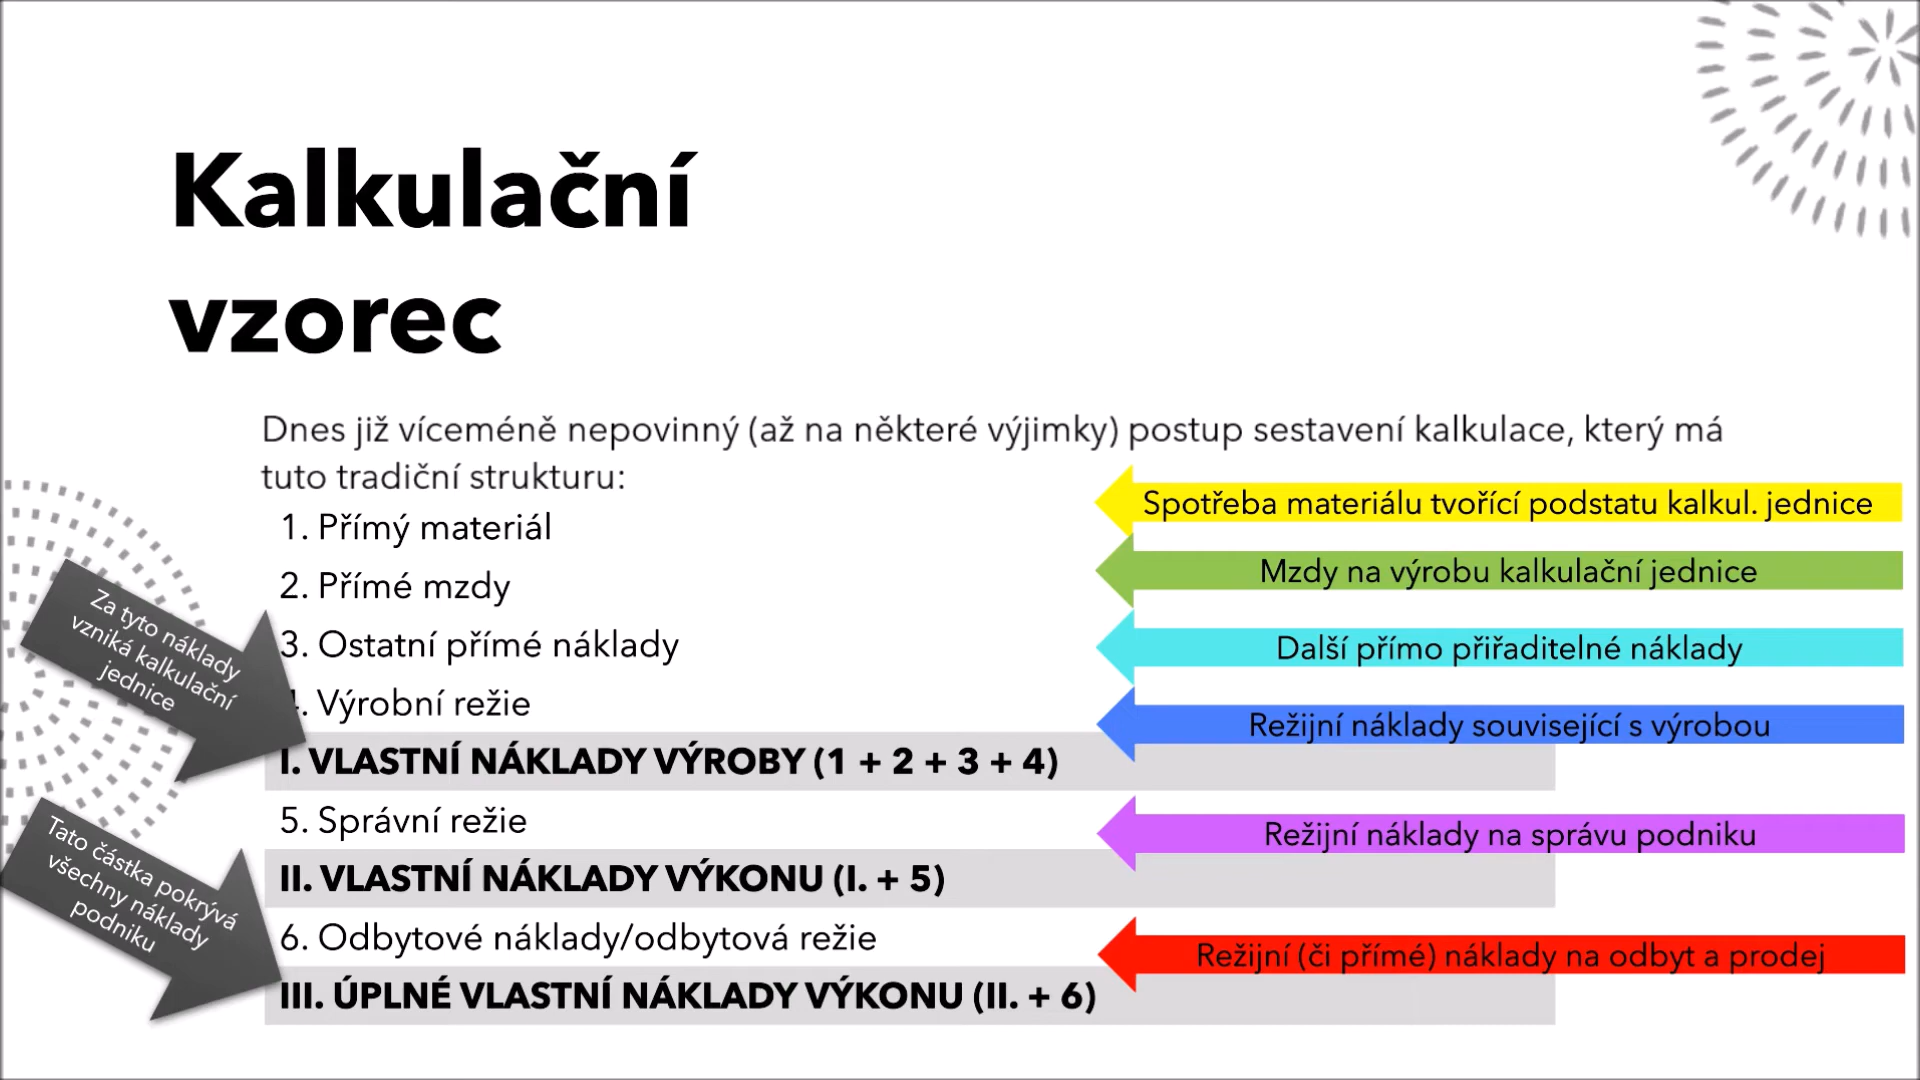 Kalkulační
vzorec
Dnes již víceméně nepovinný (až na některé výjimky) postup sestavení kalkulace, který má
tuto tradiční strukturu:
Spotřeba materiálu tvořící podstatu kalkul. jednice
1. Přímý materiál
Mzdy na výrobu kalkulační jednice
2. Přímé mzdy
Za tyto náklady
vzniká kalkulační
jednice
3. Ostatní přímé náklady
Další přímo přiřaditelné náklady
4. Výrobní režie
Režijní náklady související s výrobou
I. VLASTNÍ NÁKLADY VÝROBY (1 + 2 + 3 + 4)
5. Správní režie
Režijní náklady na správu podniku
Tato částka pokrývá
všechny náklady
podniku
II. VLASTNÍ NÁKLADY VÝKONU (I. + 5)
6. Odbytové náklady/odbytová režie
Režijní (či přímé) náklady na odbyt a prodej
III. ÚPLNÉ VLASTNÍ NÁKLADY VÝKONU (II. + 6)